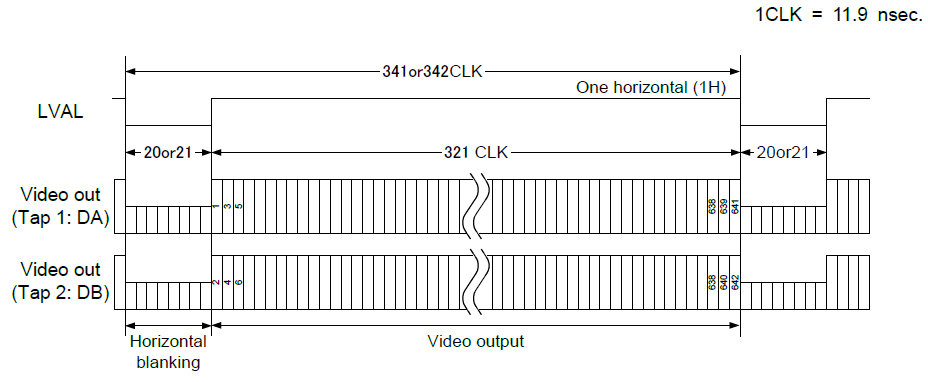 1CLK = 11.9 nsec.
341or342CLK
One horizontal (1H)
LVAL
20or21
321 CLK
20or21
Video out
(Tap 1: DA)
1
3
5
638
639
641
Video out
(Tap 2: DB)
2
4
6
638
640
642
Horizontal
blanking
Video output